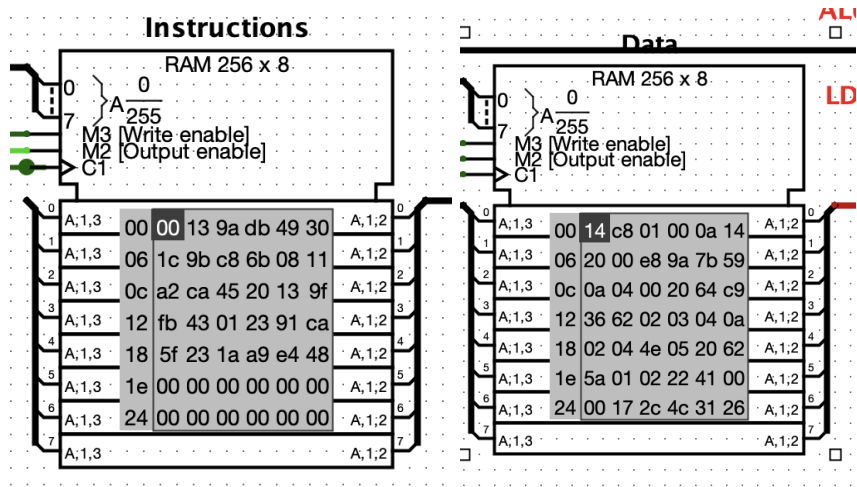 Instructions
RAM 256 x 8
0
7
A
0
255
M3 [Write enable]
M2 [Output enable]
C1
0 A;1,3 00 00 13 9a db 49 30 A,1;2 0
1 A;1,3 06 1c 9b c8 6b 08 11 A,1;2 1
2 A;1,3 0c a2 ca 45 20 13 9f A,1;2 2
3 A;1,3 12 fb 43 01 23 91 ca A,1;2 3
4 A;1,3 18 5f 23 1a a9 e4 48 A,1;2 4
5 A;1,3 1e 00 00 00 00 00 00 A,1;2 5
6 A;1,3 24 00 00 00 00 00 00 A,1;2 6
7 A;1,3 A,1;2 7
Data
LD
RAM 256 x 8
0
7
A
0
255
M3 [Write enable]
M2 [Output enable]
C1
0 A;1,3 00 14 c8 01 00 0a 14 A,1;2 0
1 A;1,3 06 20 00 e8 9a 7b 59 A,1;2 1
2 A;1,3 0c 0a 04 00 20 64 c9 A,1;2 2
3 A;1,3 12 36 62 02 03 04 0a A,1;2 3
4 A;1,3 18 02 04 4e 05 20 62 A,1;2 4
5 A;1,3 1e 5a 01 02 22 41 00 A,1;2 5
6 A;1,3 24 00 17 2c 4c 31 26 A,1;2 6
7 A;1,3 A,1;2 7